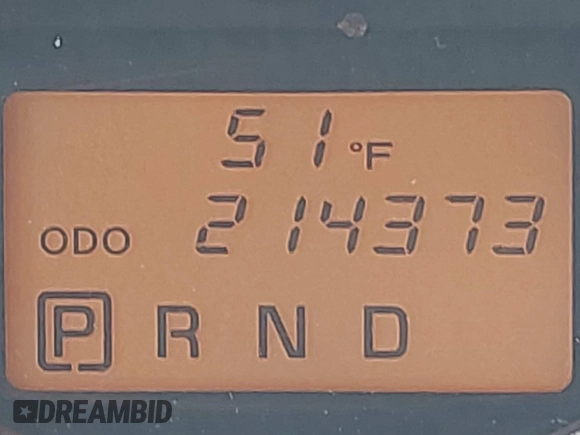 51 °F
ODO 214373
P R N D
DREAMBID